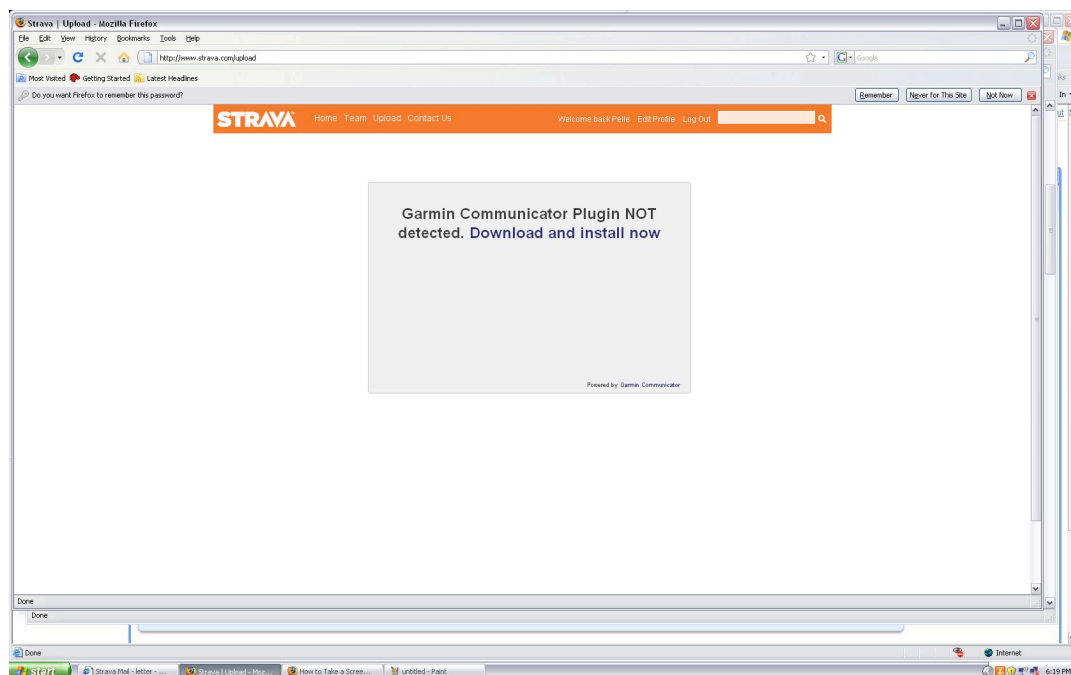 Strava | Upload - Mozilla Firefox
File Edit View History Bookmarks Tools Help
http://www.strava.com/upload
Google
Most Visited Getting Started Latest Headlines
Do you want Firefox to remember this password? Remember Never for This Site Not Now
In
ut
STRAVA Home Team Upload Contact Us Welcome back Pelle Edit Profile Log Out
Garmin Communicator Plugin NOT
detected. Download and install now
Powered by Garmin Communicator
Done
Done
Done Internet
start Strava Mail - letter - ... Strava | Upload - Moz... How to Take a Scree... untitled - Paint 6:19 PM